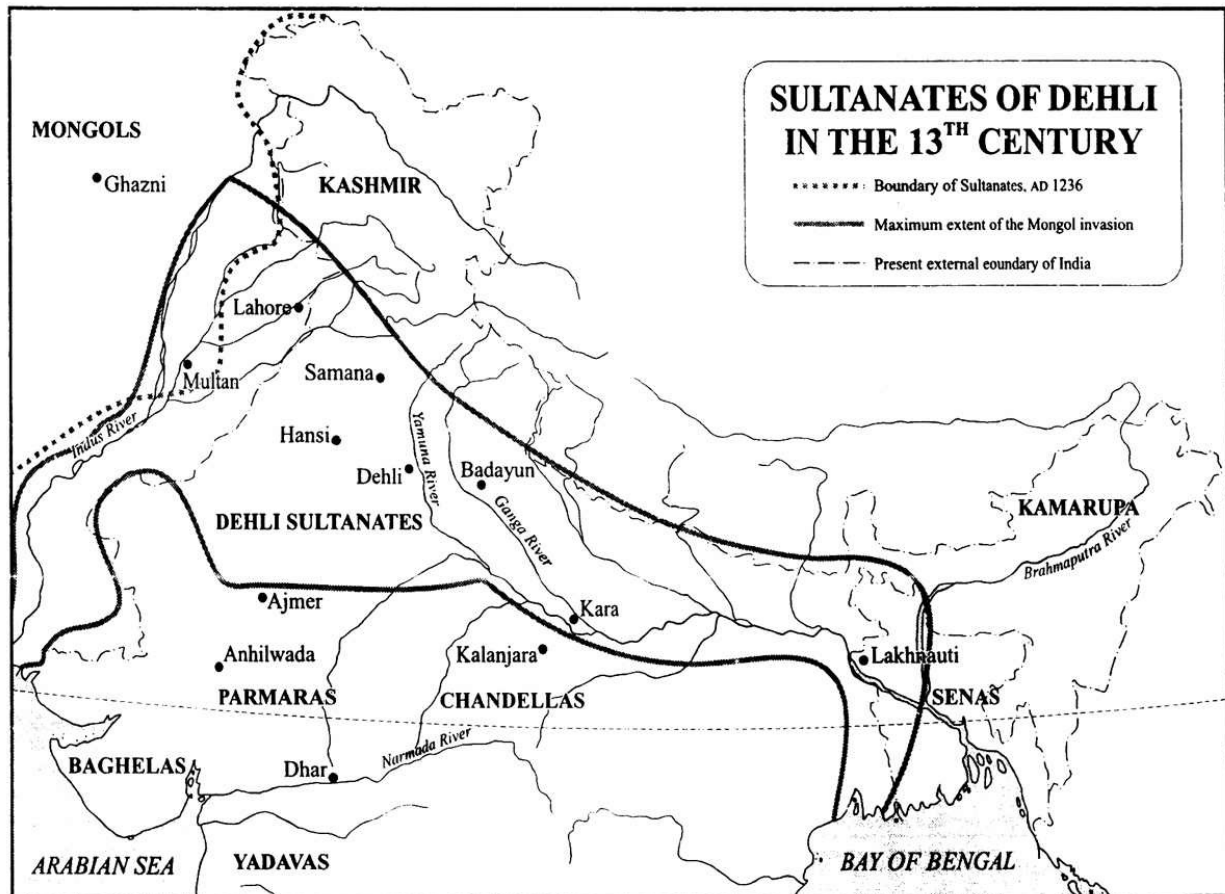 SULTANATES OF DEHLI
IN THE 13TH CENTURY
Boundary of Sultanates, AD 1236
Maximum extent of the Mongol invasion
Present external eoundary of India
MONGOLS
Ghazni
KASHMIR
Lahore
Multan
Samana
Indus River
Hansi
Yamuna River
Dehli
Badayun
Ganga River
DEHLI SULTANATES
KAMARUPA
Brahmaputra River
Ajmer
Kara
Anhilwada
Kalanjara
Lakhnauti
PARMARAS
CHANDELLAS
SENAS
Narmada River
BAGHELAS
Dhar
ARABIAN SEA
YADAVAS
BAY OF BENGAL